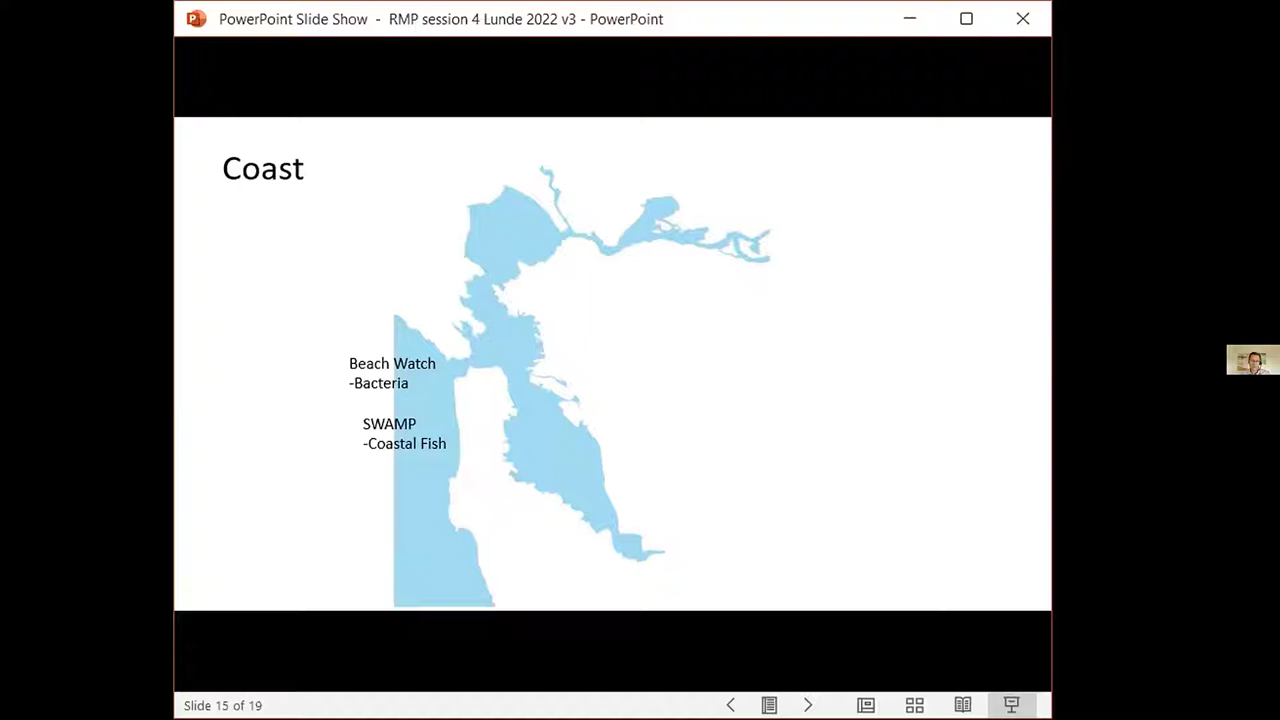 PowerPoint Slide Show - RMP session 4 Lunde 2022 v3 - PowerPoint
Coast
Beach Watch
-Bacteria
SWAMP
-Coastal Fish
Slide 15 of 19